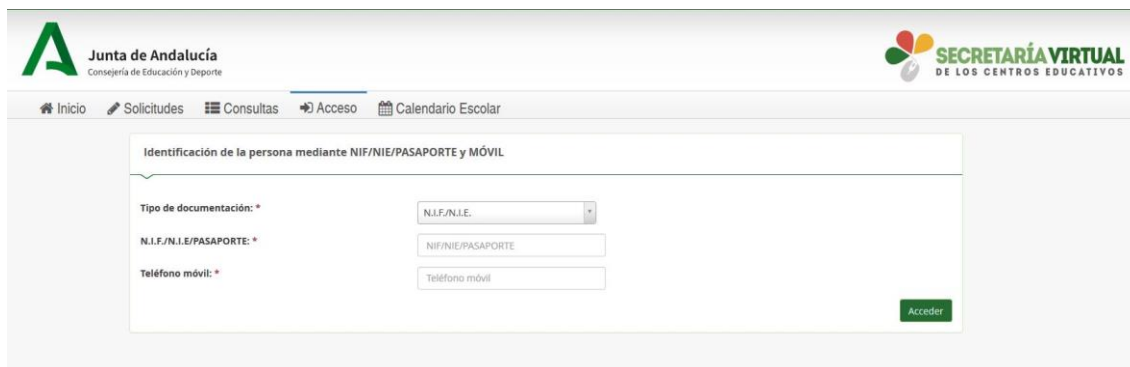 Junta de Andalucía
Consejería de Educación y Deporte
SECRETARÍA VIRTUAL
DE LOS CENTROS EDUCATIVOS
Inicio Solicitudes Consultas Acceso Calendario Escolar
Identificación de la persona mediante NIF/NIE/PASAPORTE y MÓVIL
Tipo de documentación: * N.I.F./N.I.E.
N.I.F./N.I.E/PASAPORTE: * NIF/NIE/PASAPORTE
Teléfono móvil: * Teléfono móvil
Acceder